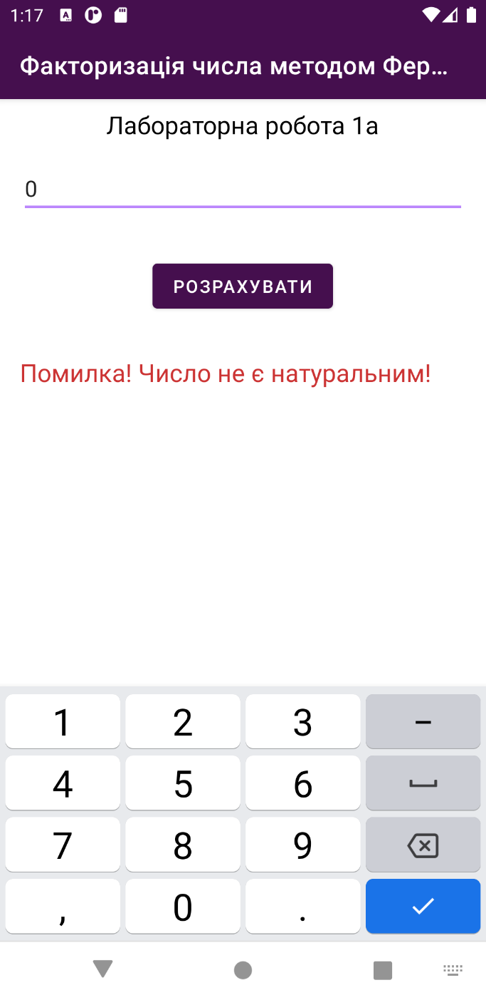 1:17
Факторизація числа методом Фер...
Лабораторна робота 1а
0
РОЗРАХУВАТИ
Помилка! Число не є натуральним!
1 2 3 –
4 5 6
7 8 9
, 0 .